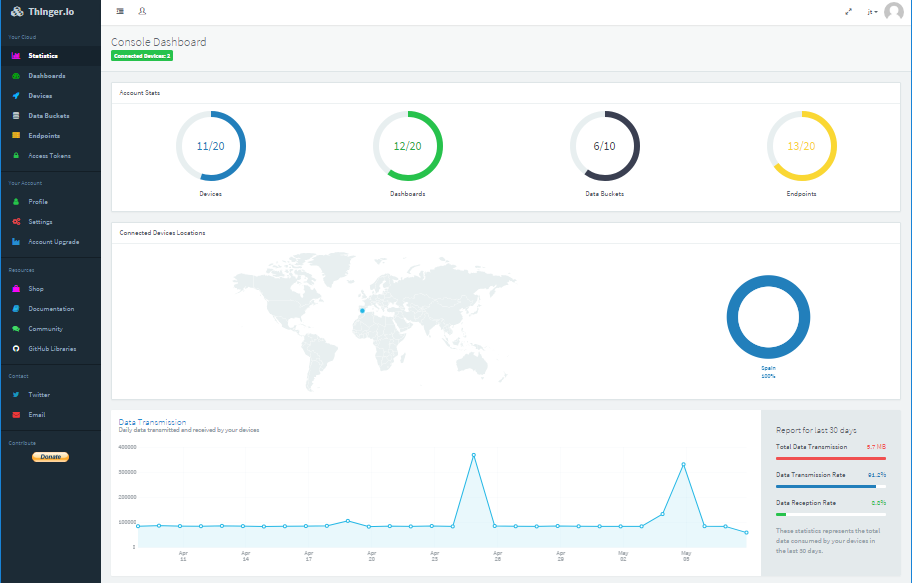 Thinger.io
js
Your Cloud
Statistics
Dashboards
Devices
Data Buckets
Endpoints
Access Tokens
Your Account
Profile
Settings
Account Upgrade
Resources
Shop
Documentation
Community
GitHub Libraries
Contact
Twitter
Email
Contribute
Donate
Console Dashboard
Connected Devices: 2
Account Stats
11/20
12/20
6/10
13/20
Devices
Dashboards
Data Buckets
Endpoints
Connected Devices Locations
Spain
100%
Data Transmission
Daily data transmitted and received by your devices
400000
300000
200000
100000
1
Apr 11
Apr 14
Apr 17
Apr 20
Apr 23
Apr 26
Apr 29
May 02
May 05
Report for last 30 days
Total Data Transmission
Data Transmission Rate
91.2%
Data Reception Rate
8.8%
These statistics represents the total
data consumed by your devices in
the last 30 days.